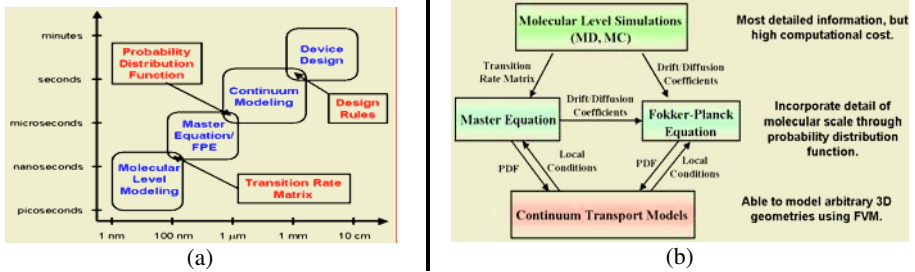 minutes
seconds
microseconds
nanoseconds
picoseconds
1 nm
100 nm
1 μm
1 mm
10 cm
Probability
Distribution
Function
Device
Design
Continuum Modeling
Design
Rules
Master
Equation/
FPE
Molecular
Level
Modeling
Transition Rate
Matrix
(a)
Molecular Level Simulations
(MD, MC)
Most detailed information, but
high computational cost.
Transition
Rate Matrix
Drift/Diffusion
Coefficients
Master Equation
Drift/Diffusion
Coefficients
Fokker-Planck
Equation
Incorporate detail of
molecular scale through
probability distribution
function.
PDF
Local
Conditions
PDF
Local
Conditions
Continuum Transport Models
Able to model arbitrary 3D
geometries using FVM.
(b)